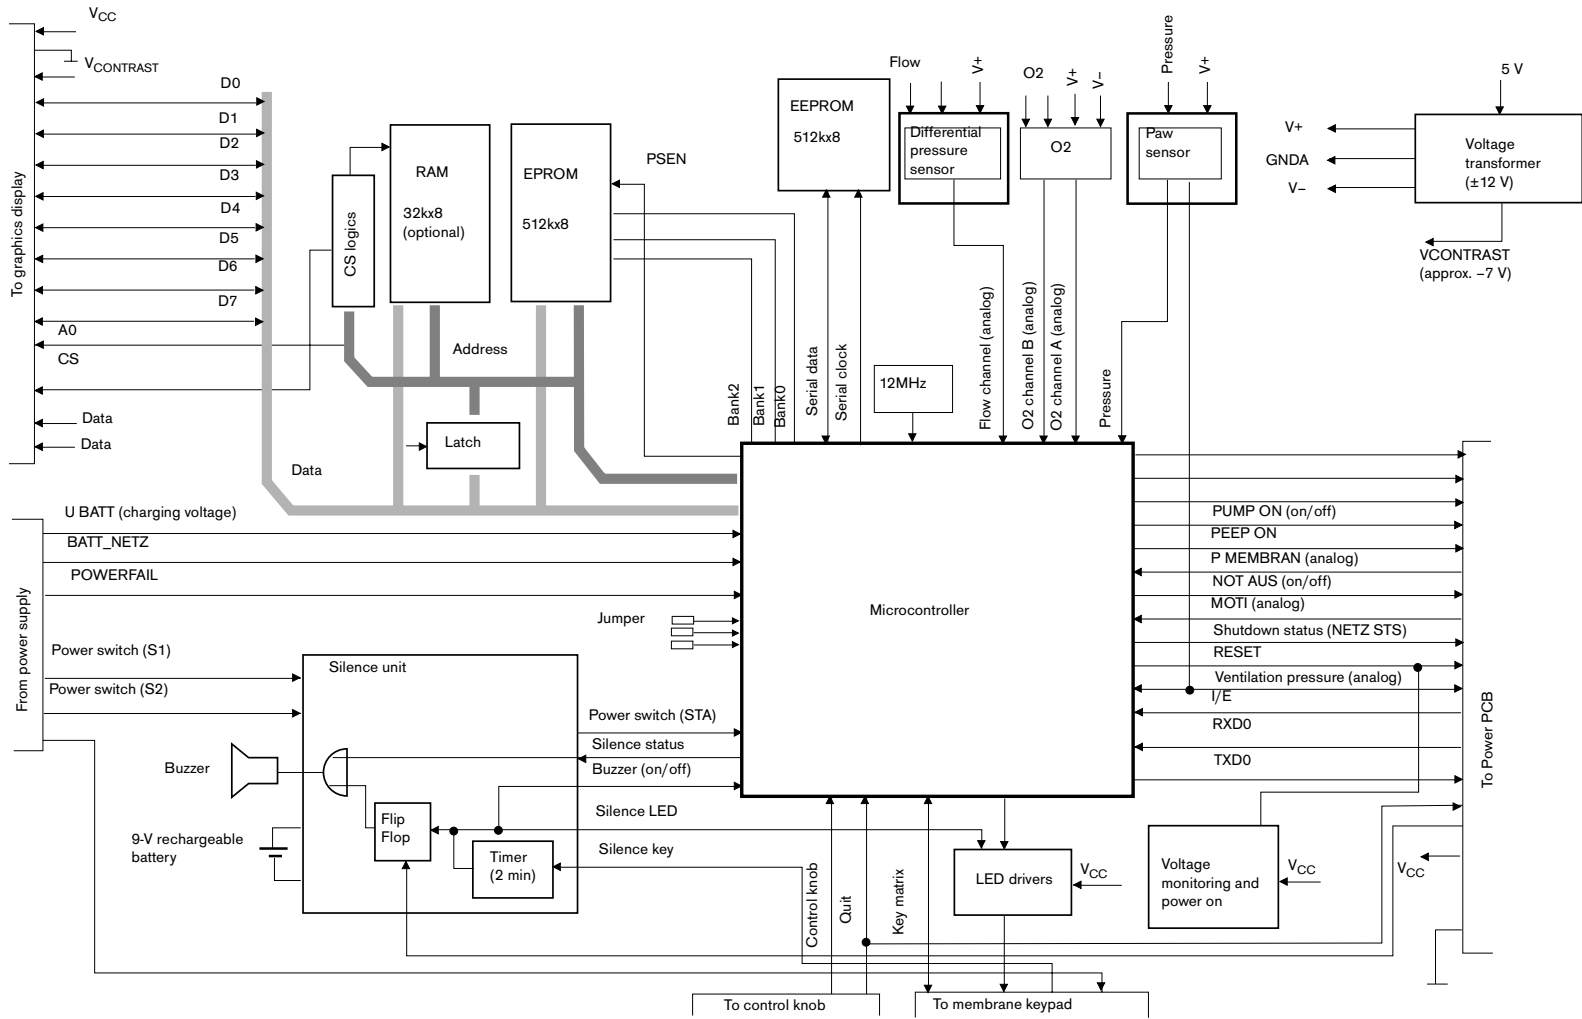 VCC
VCONTRAST
To graphics display
D0
D1
D2
D3
D4
D5
D6
D7
A0
CS
Data
Data
CS logics
RAM
32kx8
(optional)
EPROM
512kx8
PSEN
Address
Latch
Data
EEPROM
512kx8
Flow
V+
Differential
pressure
sensor
O2
V+
V–
O2
Pressure
V+
Paw
sensor
5 V
Voltage
transformer
(±12 V)
V+
GNDA
V–
VCONTRAST
(approx. –7 V)
Bank2
Bank1
Bank0
Serial data
Serial clock
12MHz
Flow channel (analog)
O2 channel B (analog)
O2 channel A (analog)
Pressure
From power supply
U BATT (charging voltage)
BATT_NETZ
POWERFAIL
Power switch (S1)
Power switch (S2)
Jumper
Microcontroller
PUMP ON (on/off)
PEEP ON
P MEMBRAN (analog)
NOT AUS (on/off)
MOTI (analog)
Shutdown status (NETZ STS)
RESET
Ventilation pressure (analog)
I/E
RXD0
TXD0
To Power PCB
Silence unit
Power switch (STA)
Silence status
Buzzer (on/off)
Silence LED
Silence key
Buzzer
9-V rechargeable
battery
Flip
Flop
Timer
(2 min)
Control knob
Quit
Key matrix
LED drivers
VCC
Voltage
monitoring and
power on
VCC
VCC
To control knob
To membrane keypad